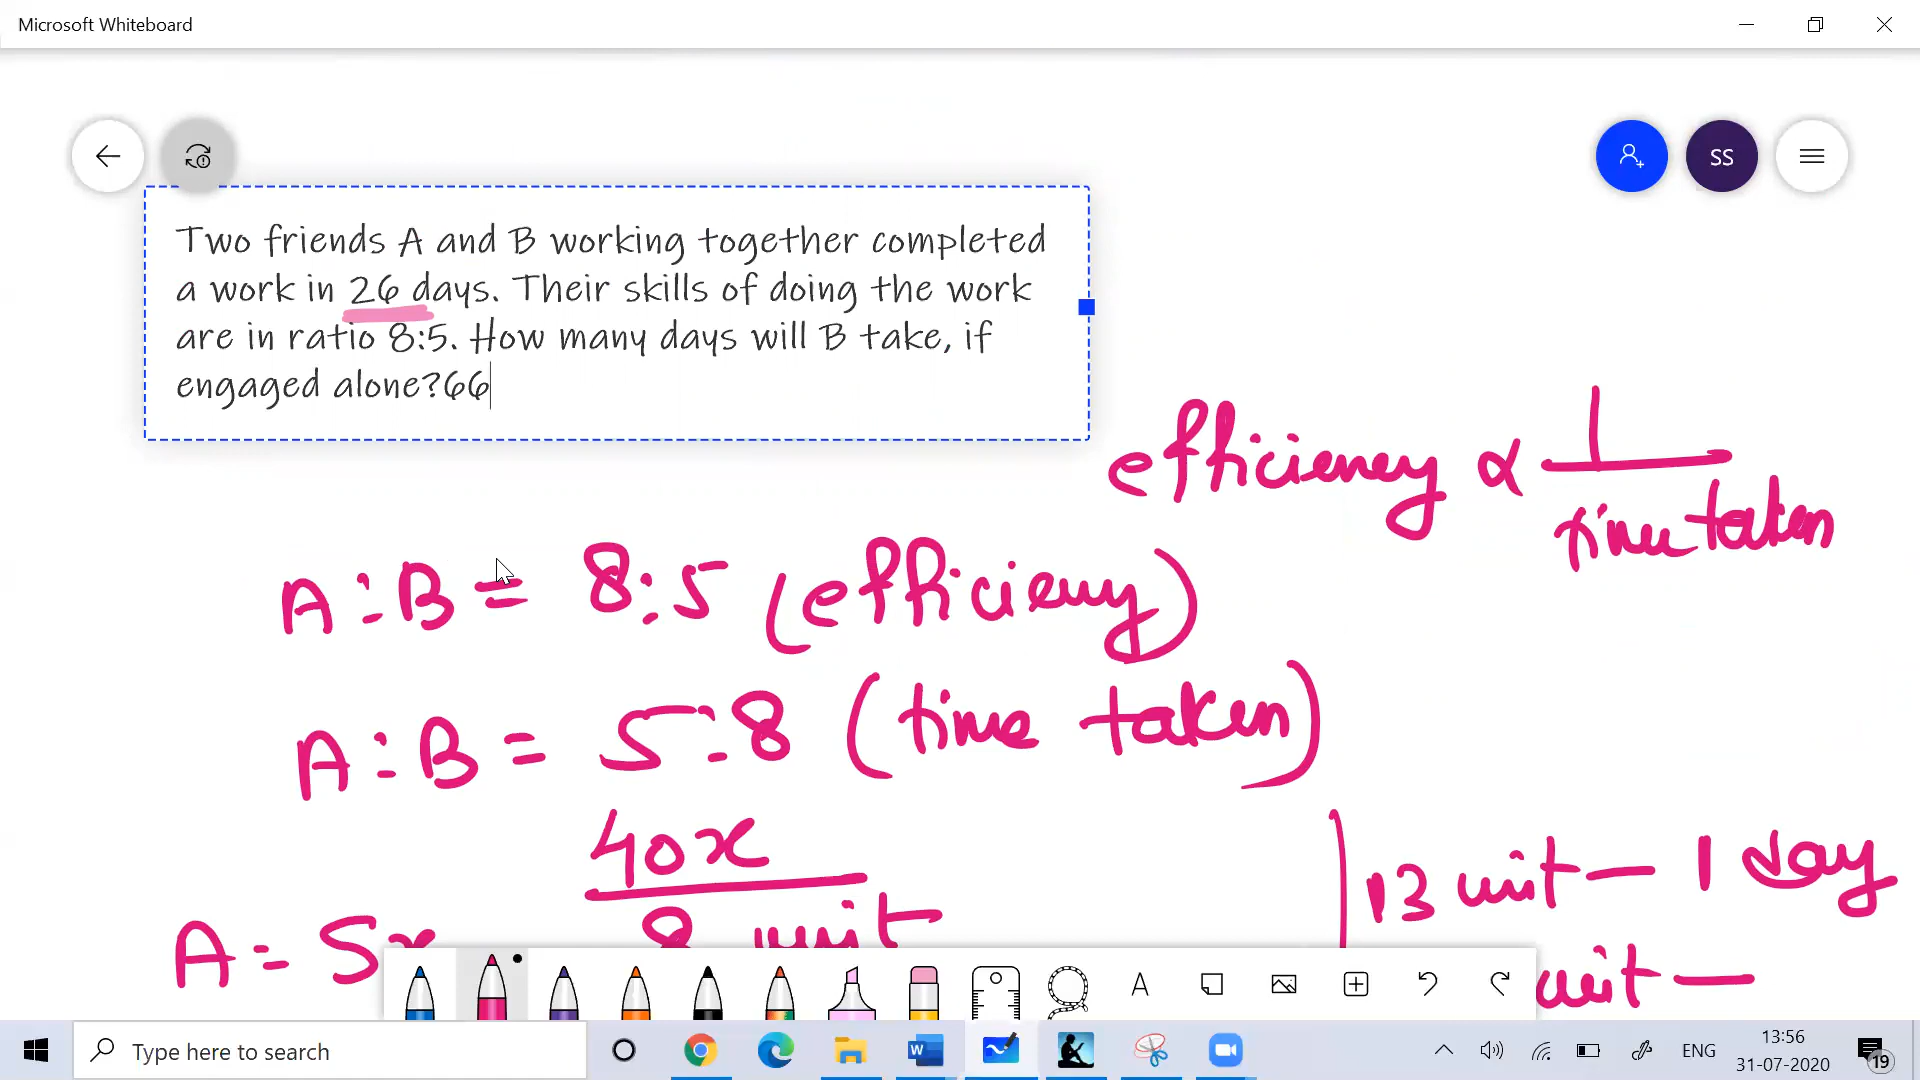 Microsoft Whiteboard
SS
Two friends A and B working together completed
a work in 26 days. Their skills of doing the work
are in ratio 8:5. How many days will B take, if
engaged alone?66
efficiency ∝ 1
time taken
A:B = 8:5 (efficiency)
A:B = 5:8 (time taken)
40x
13 unit — 1 day
A = 5x
8 unit
unit —
A
Type here to search
W
ENG
13:56
31-07-2020
19